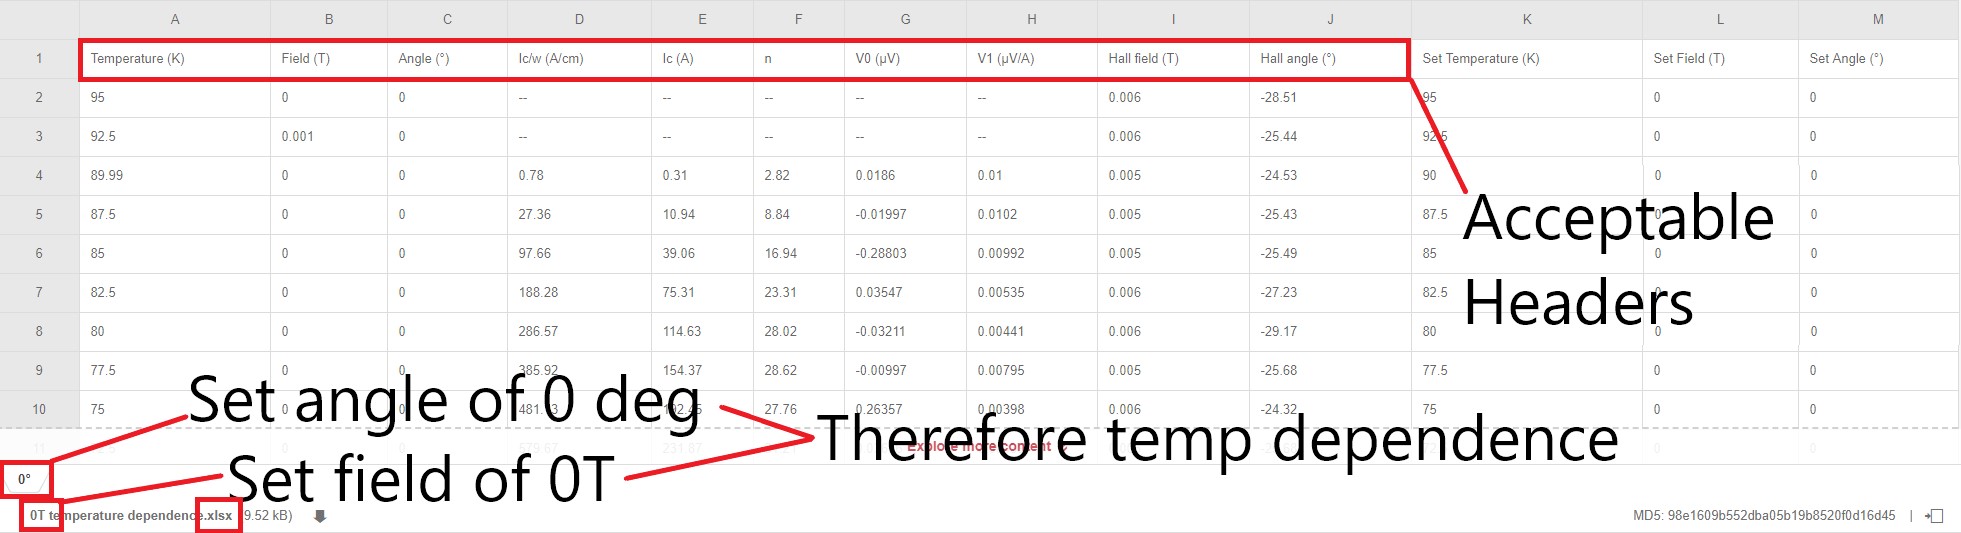 A B C D E F G H I J K L M
1 Temperature (K) Field (T) Angle (°) Ic/w (A/cm) Ic (A) n V0 (µV) V1 (µV/A) Hall field (T) Hall angle (°) Set Temperature (K) Set Field (T) Set Angle (°)
2 95 0 0 -- -- -- -- -- 0.006 -28.51 95 0 0
3 92.5 0.001 0 -- -- -- -- -- 0.006 -25.44 92.5 0 0
4 89.99 0 0 0.78 0.31 2.82 0.0186 0.01 0.005 -24.53 90 0 0
5 87.5 0 0 27.36 10.94 8.84 -0.01997 0.0102 0.005 -25.43 87.5 0 0
Acceptable
6 85 0 0 97.66 39.06 16.94 -0.28803 0.00992 0.005 -25.49 85 0 0
7 82.5 0 0 188.28 75.31 23.31 0.03547 0.00535 0.006 -27.23 82.5 0 0
Headers
8 80 0 0 286.57 114.63 28.02 -0.03211 0.00441 0.006 -29.17 80 0 0
9 77.5 0 0 385.92 154.37 28.62 -0.00997 0.00795 0.006 -25.68 77.5 0 0
Set angle of 0 deg
10 75 0 0 27.76 0.26357 0.00398 0.006 -24.32 75 0 0
Therefore temp dependence
11 0 0 579.67 231.87 Explore more content 0 0
0°
Set field of 0T
0T temperature dependence.xlsx 9.52 kB) MD5: 98e1609b552dba05b19b8520f0d16d45 |